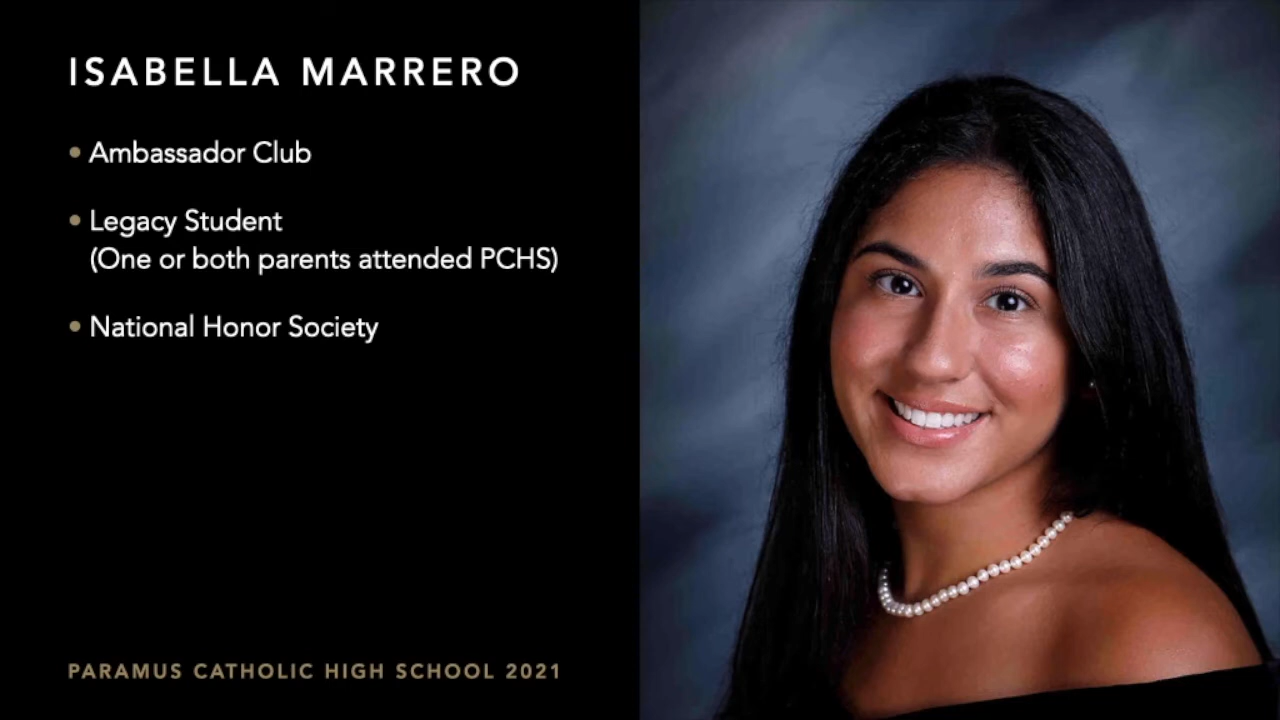 ISABELLA MARRERO
• Ambassador Club
• Legacy Student
(One or both parents attended PCHS)
• National Honor Society
PARAMUS CATHOLIC HIGH SCHOOL 2021